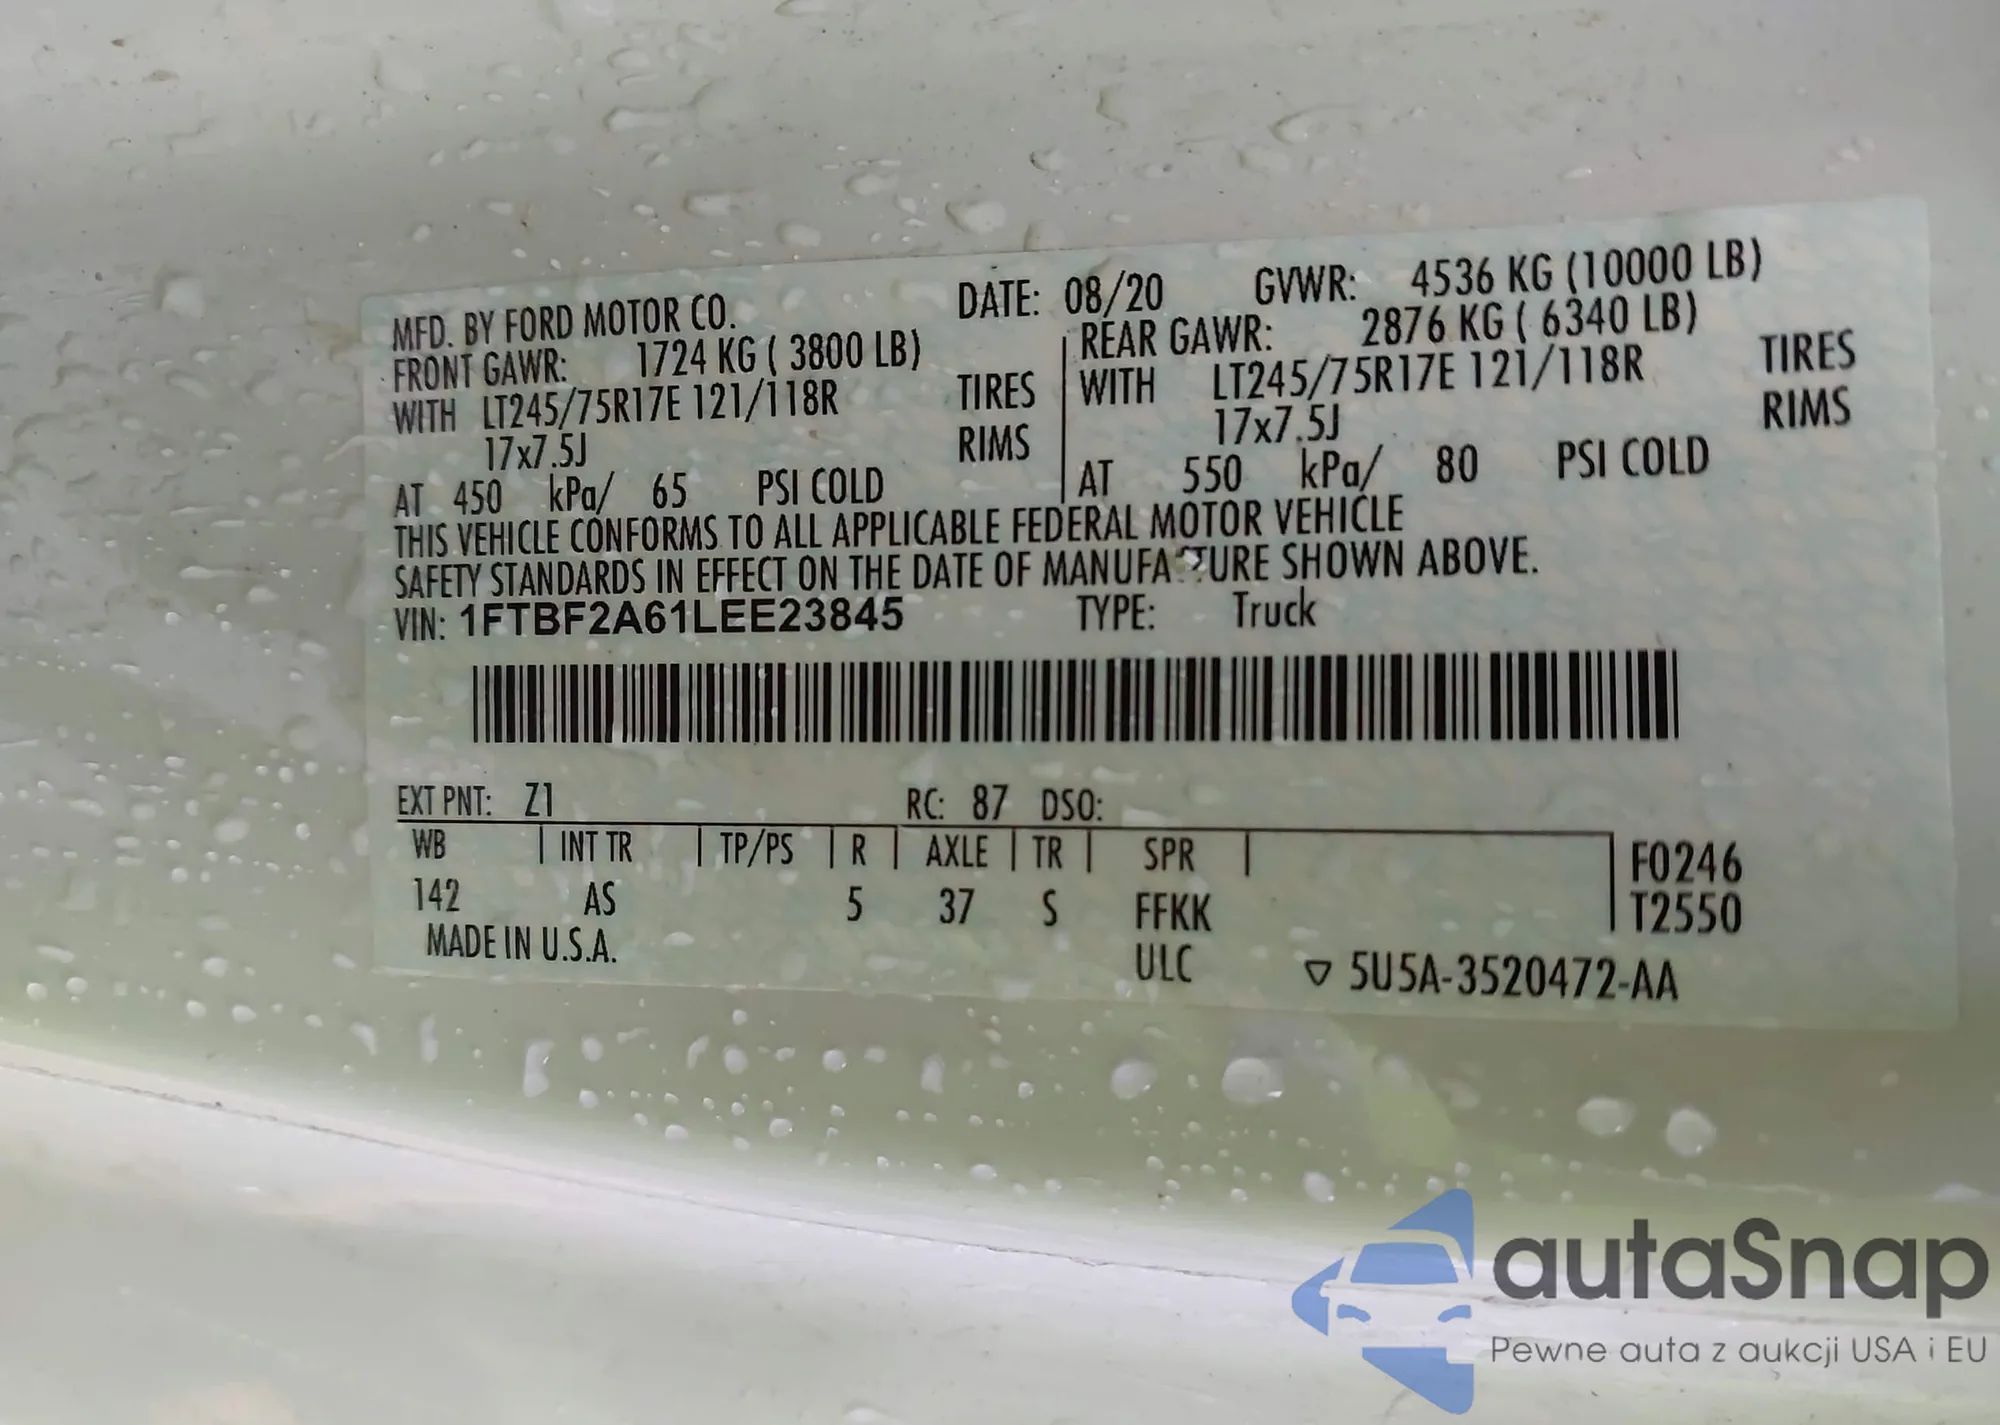 MFD. BY FORD MOTOR CO. DATE: 08/20 GVWR: 4536 KG (10000 LB)
FRONT GAWR: 1724 KG ( 3800 LB) REAR GAWR: 2876 KG ( 6340 LB)
WITH LT245/75R17E 121/118R TIRES WITH LT245/75R17E 121/118R TIRES
17x7.5J RIMS 17x7.5J RIMS
AT 450 kPa/ 65 PSI COLD AT 550 kPa/ 80 PSI COLD
THIS VEHICLE CONFORMS TO ALL APPLICABLE FEDERAL MOTOR VEHICLE
SAFETY STANDARDS IN EFFECT ON THE DATE OF MANUFACTURE SHOWN ABOVE.
VIN: 1FTBF2A61LEE23845 TYPE: Truck
EXT PNT: Z1 RC: 87 DSO:
WB INT TR TP/PS R AXLE TR SPR F0246
142 AS 5 37 S FFKK T2550
MADE IN U.S.A. ULC ▽ 5U5A-3520472-AA
autaSnap
Pewne auta z aukcji USA i EU